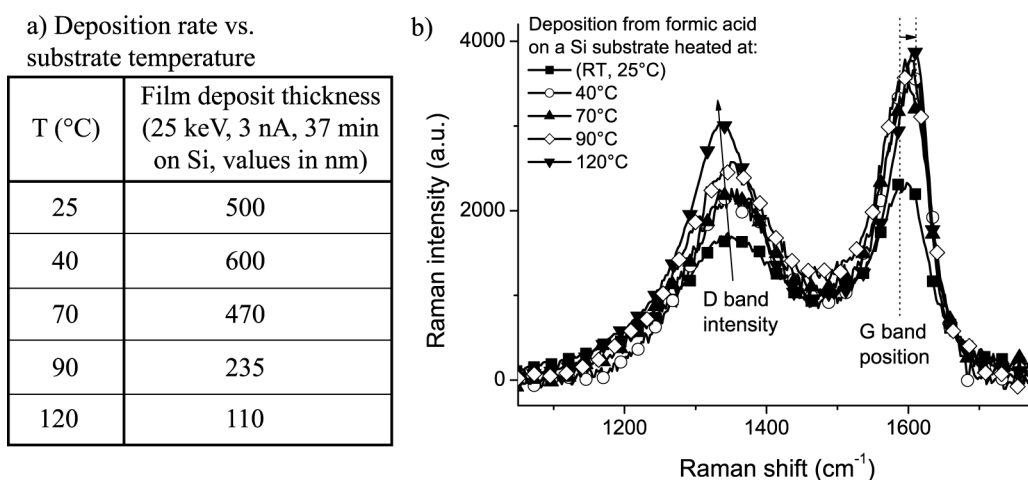 a) Deposition rate vs.
substrate temperature
T (°C)
Film deposit thickness
(25 keV, 3 nA, 37 min
on Si, values in nm)
25 500
40 600
70 470
90 235
120 110
b)
Deposition from formic acid
on a Si substrate heated at:
(RT, 25°C)
40°C
70°C
90°C
120°C
D band
intensity
G band
position
4000
2000
0
Raman intensity (a.u.)
1200 1400 1600
Raman shift (cm⁻¹)